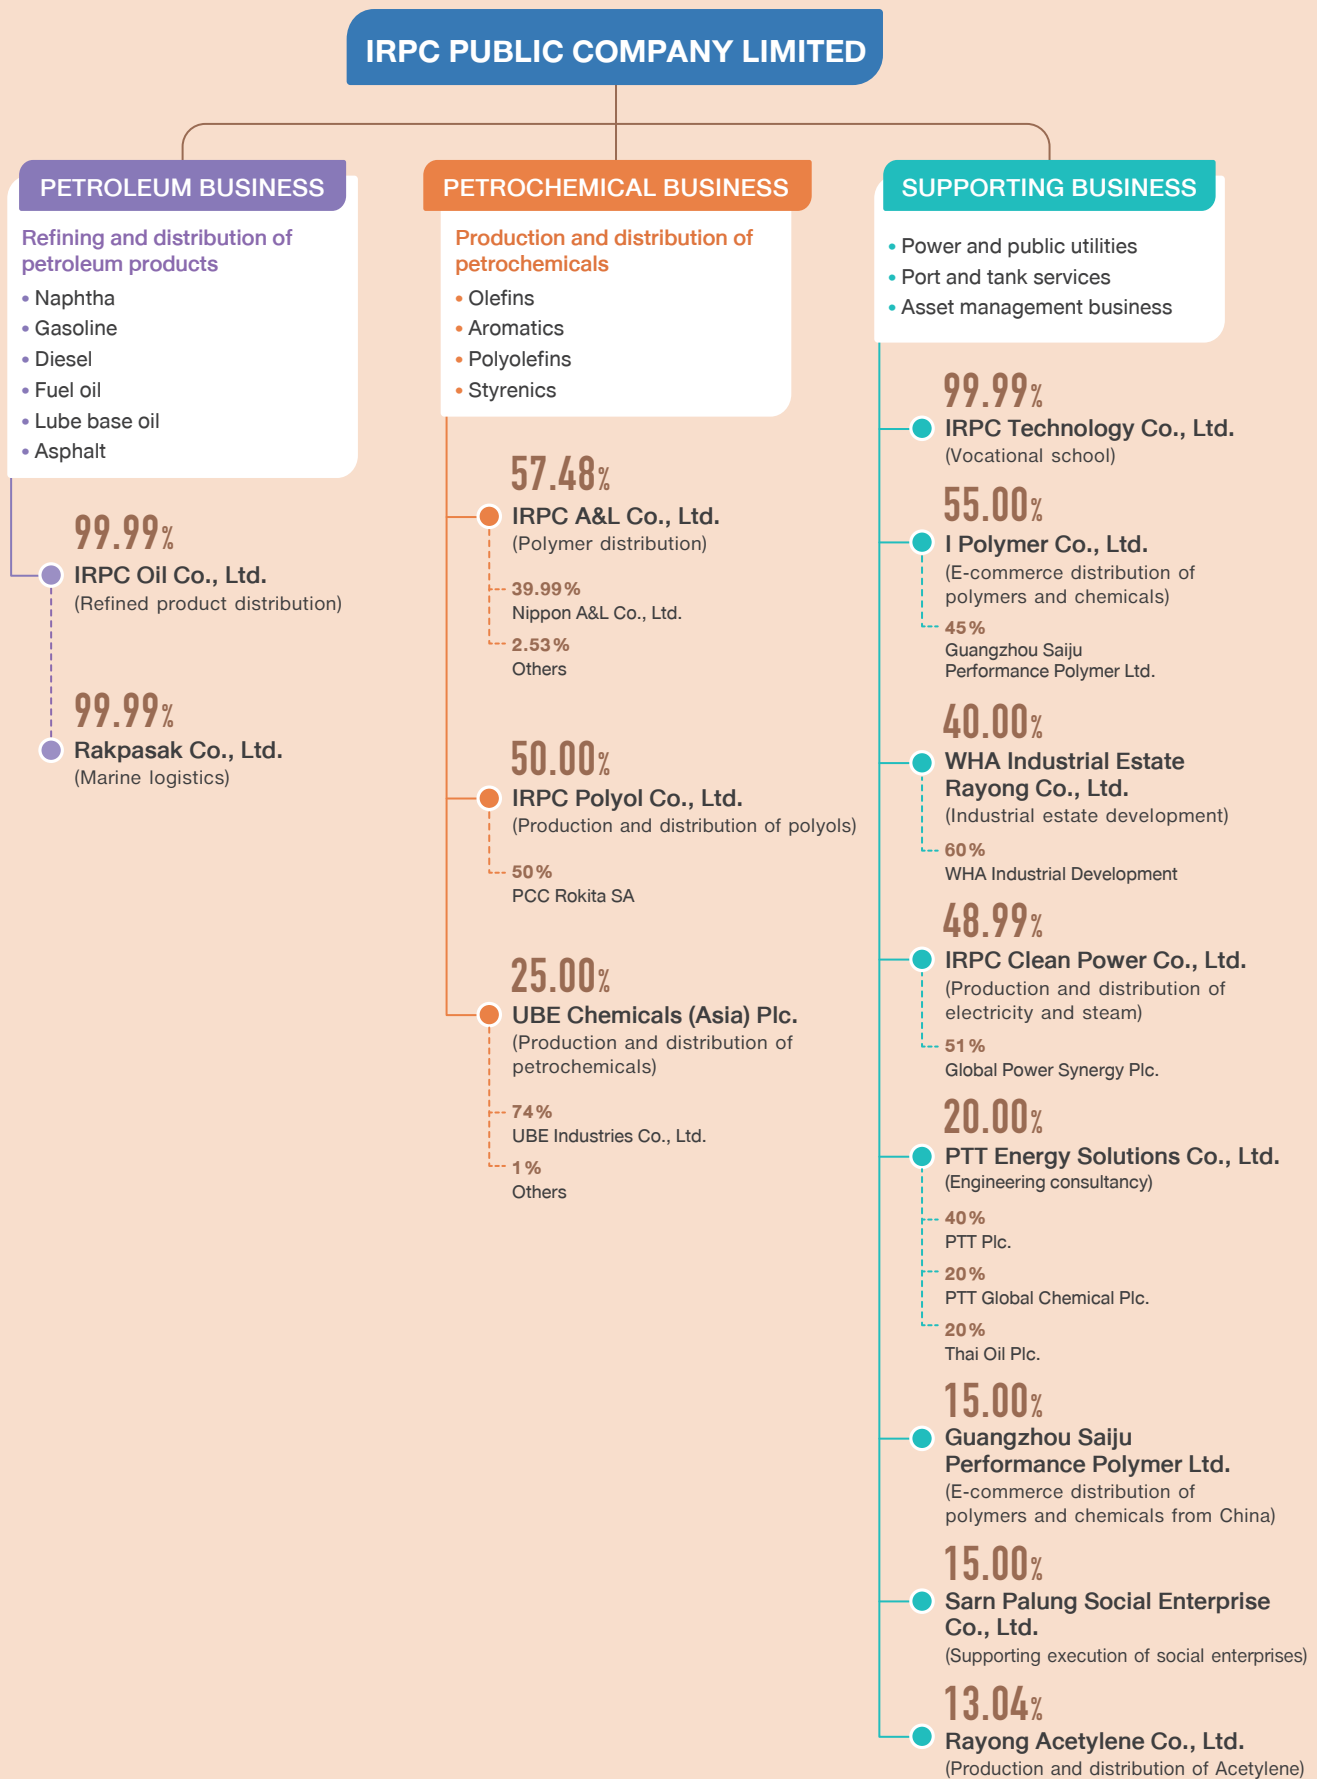 IRPC PUBLIC COMPANY LIMITED
PETROLEUM BUSINESS
Refining and distribution of
petroleum products
• Naphtha
• Gasoline
• Diesel
• Fuel oil
• Lube base oil
• Asphalt
99.99%
IRPC Oil Co., Ltd.
(Refined product distribution)
99.99%
Rakpasak Co., Ltd.
(Marine logistics)
PETROCHEMICAL BUSINESS
Production and distribution of
petrochemicals
• Olefins
• Aromatics
• Polyolefins
• Styrenics
57.48%
IRPC A&L Co., Ltd.
(Polymer distribution)
39.99%
Nippon A&L Co., Ltd.
2.53%
Others
50.00%
IRPC Polyol Co., Ltd.
(Production and distribution of polyols)
50%
PCC Rokita SA
25.00%
UBE Chemicals (Asia) Plc.
(Production and distribution of
petrochemicals)
74%
UBE Industries Co., Ltd.
1%
Others
SUPPORTING BUSINESS
• Power and public utilities
• Port and tank services
• Asset management business
99.99%
IRPC Technology Co., Ltd.
(Vocational school)
55.00%
I Polymer Co., Ltd.
(E-commerce distribution of
polymers and chemicals)
45%
Guangzhou Saiju
Performance Polymer Ltd.
40.00%
WHA Industrial Estate
Rayong Co., Ltd.
(Industrial estate development)
60%
WHA Industrial Development
48.99%
IRPC Clean Power Co., Ltd.
(Production and distribution of
electricity and steam)
51%
Global Power Synergy Plc.
20.00%
PTT Energy Solutions Co., Ltd.
(Engineering consultancy)
40%
PTT Plc.
20%
PTT Global Chemical Plc.
20%
Thai Oil Plc.
15.00%
Guangzhou Saiju
Performance Polymer Ltd.
(E-commerce distribution of
polymers and chemicals from China)
15.00%
Sarn Palung Social Enterprise
Co., Ltd.
(Supporting execution of social enterprises)
13.04%
Rayong Acetylene Co., Ltd.
(Production and distribution of Acetylene)